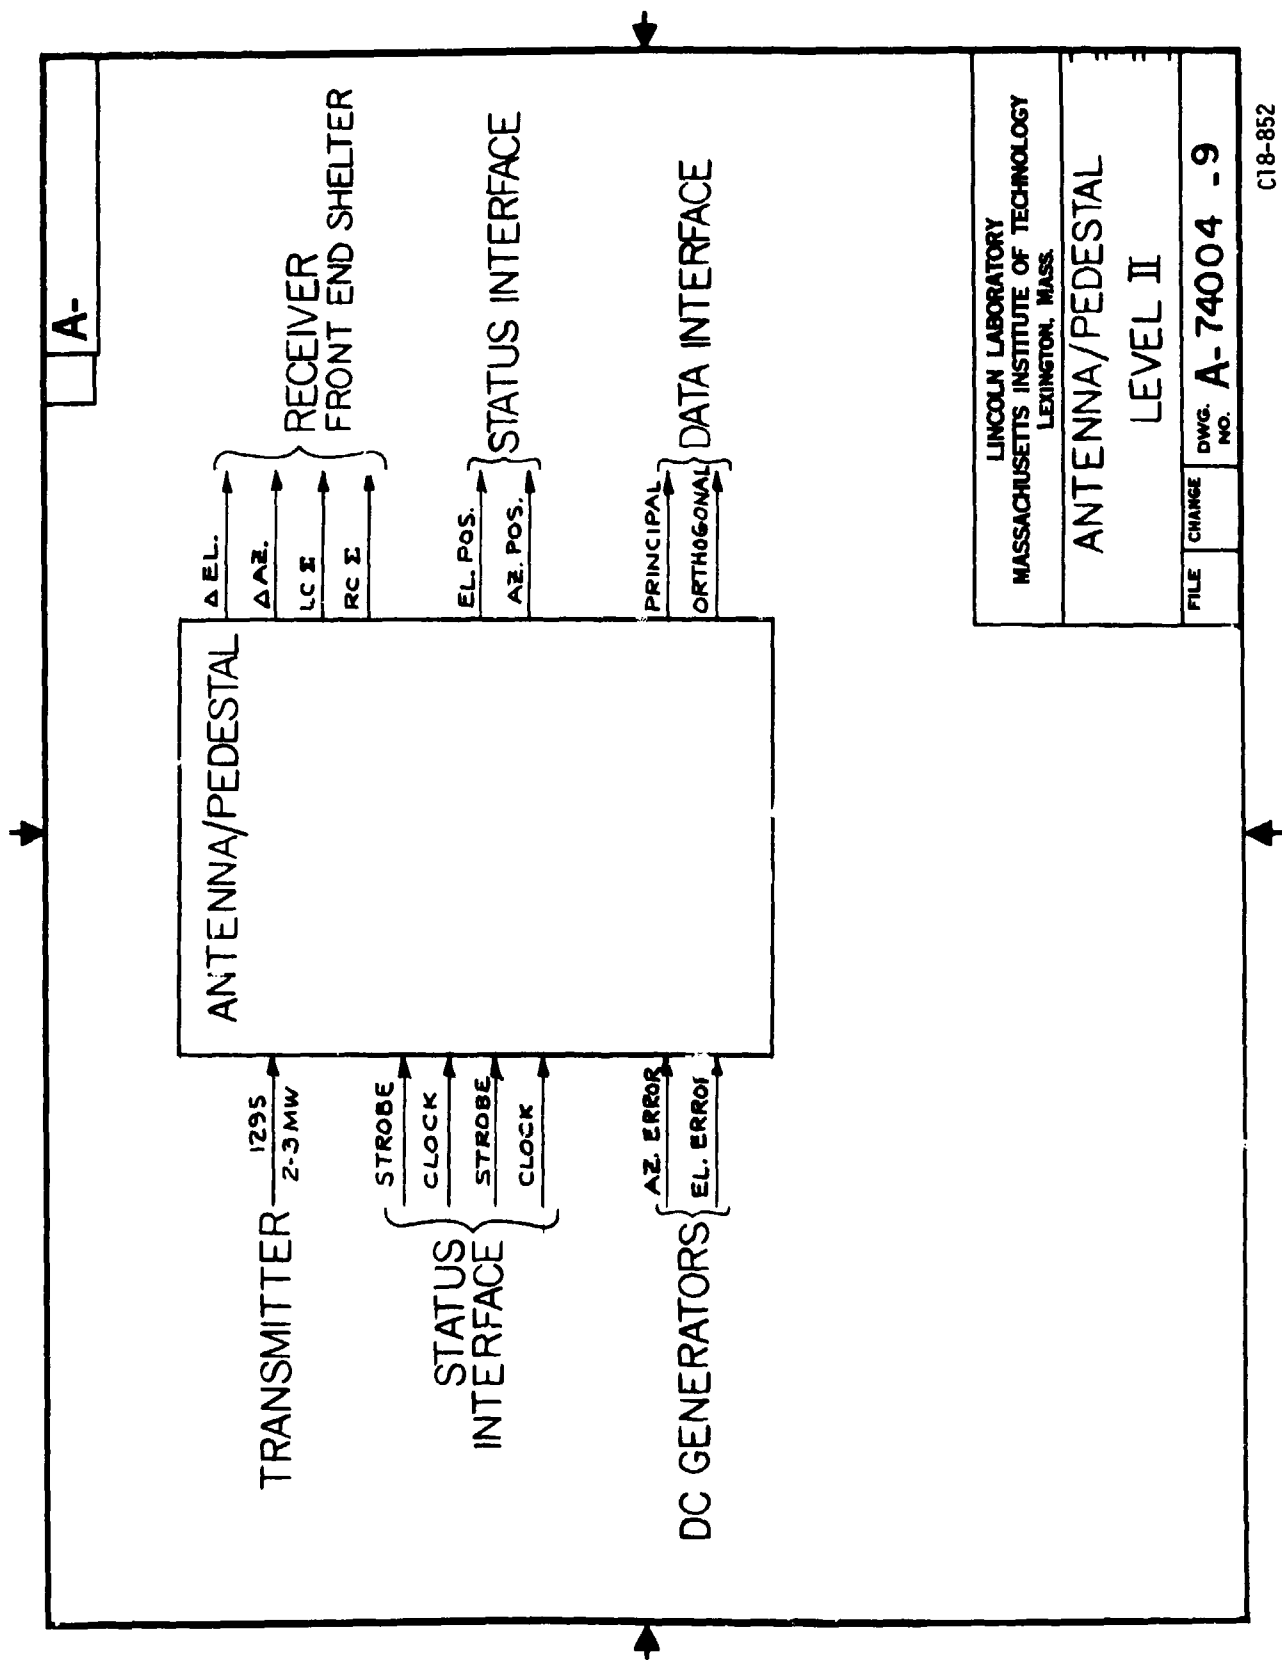 A-
ANTENNA/PEDESTAL
TRANSMITTER
1295
2-3 MW
STATUS
INTERFACE
STROBE
CLOCK
STROBE
CLOCK
DC GENERATORS
AZ. ERROR
EL. ERROR
Δ EL.
Δ AZ.
LC Σ
RC Σ
RECEIVER
FRONT END SHELTER
EL. POS.
AZ. POS.
STATUS INTERFACE
PRINCIPAL
ORTHOGONAL
DATA INTERFACE
LINCOLN LABORATORY
MASSACHUSETTS INSTITUTE OF TECHNOLOGY
LEXINGTON, MASS.
ANTENNA/PEDESTAL
LEVEL II
FILE
CHANGE
DWG. NO. A- 74004 -9
C18-852